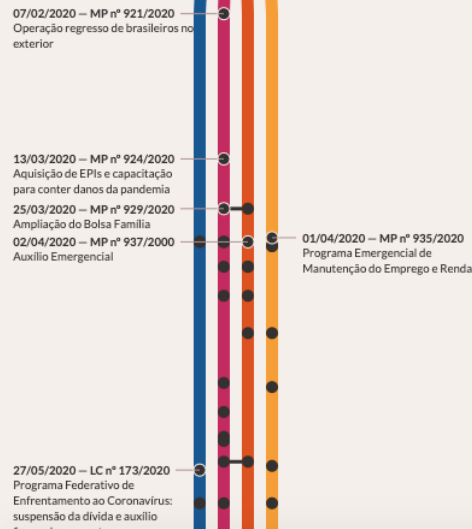 07/02/2020 — MP nº 921/2020
Operação regresso de brasileiros no
exterior
13/03/2020 — MP nº 924/2020
Aquisição de EPIs e capacitação
para conter danos da pandemia
25/03/2020 — MP nº 929/2020
Ampliação do Bolsa Família
02/04/2020 — MP nº 937/2000
Auxílio Emergencial
01/04/2020 — MP nº 935/2020
Programa Emergencial de
Manutenção do Emprego e Renda
27/05/2020 — LC nº 173/2020
Programa Federativo de
Enfrentamento ao Coronavírus:
suspensão da dívida e auxílio